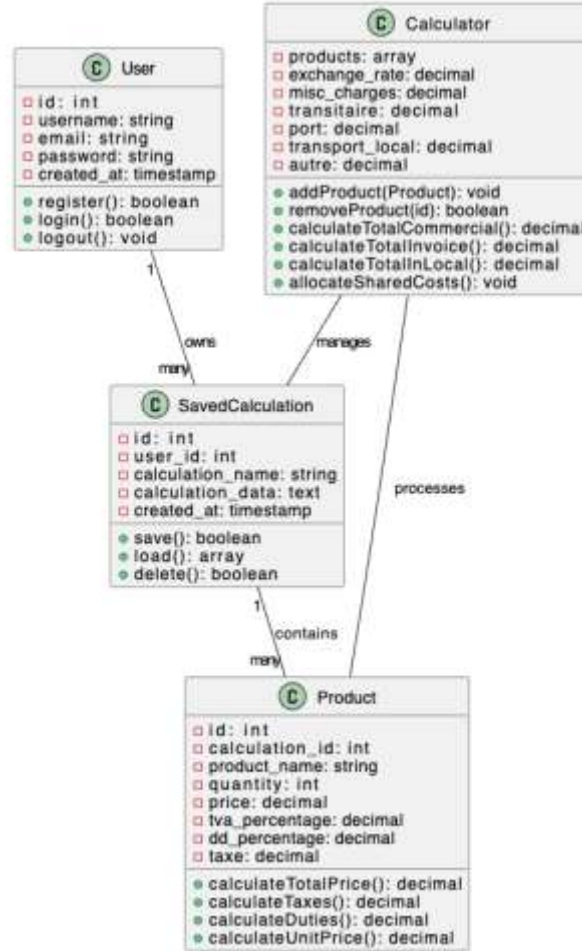 C User
id: int
username: string
email: string
password: string
created_at: timestamp
register(): boolean
login(): boolean
logout(): void
C Calculator
products: array
exchange_rate: decimal
misc_charges: decimal
transitaire: decimal
port: decimal
transport_local: decimal
autre: decimal
addProduct(Product): void
removeProduct(id): boolean
calculateTotalCommercial(): decimal
calculateTotalInvoice(): decimal
calculateTotalInLocal(): decimal
allocateSharedCosts(): void
1
owns
many
manages
processes
C SavedCalculation
id: int
user_id: int
calculation_name: string
calculation_data: text
created_at: timestamp
save(): boolean
load(): array
delete(): boolean
1
contains
many
C Product
id: int
calculation_id: int
product_name: string
quantity: int
price: decimal
tva_percentage: decimal
dd_percentage: decimal
taxe: decimal
calculateTotalPrice(): decimal
calculateTaxes(): decimal
calculateDuties(): decimal
calculateUnitPrice(): decimal